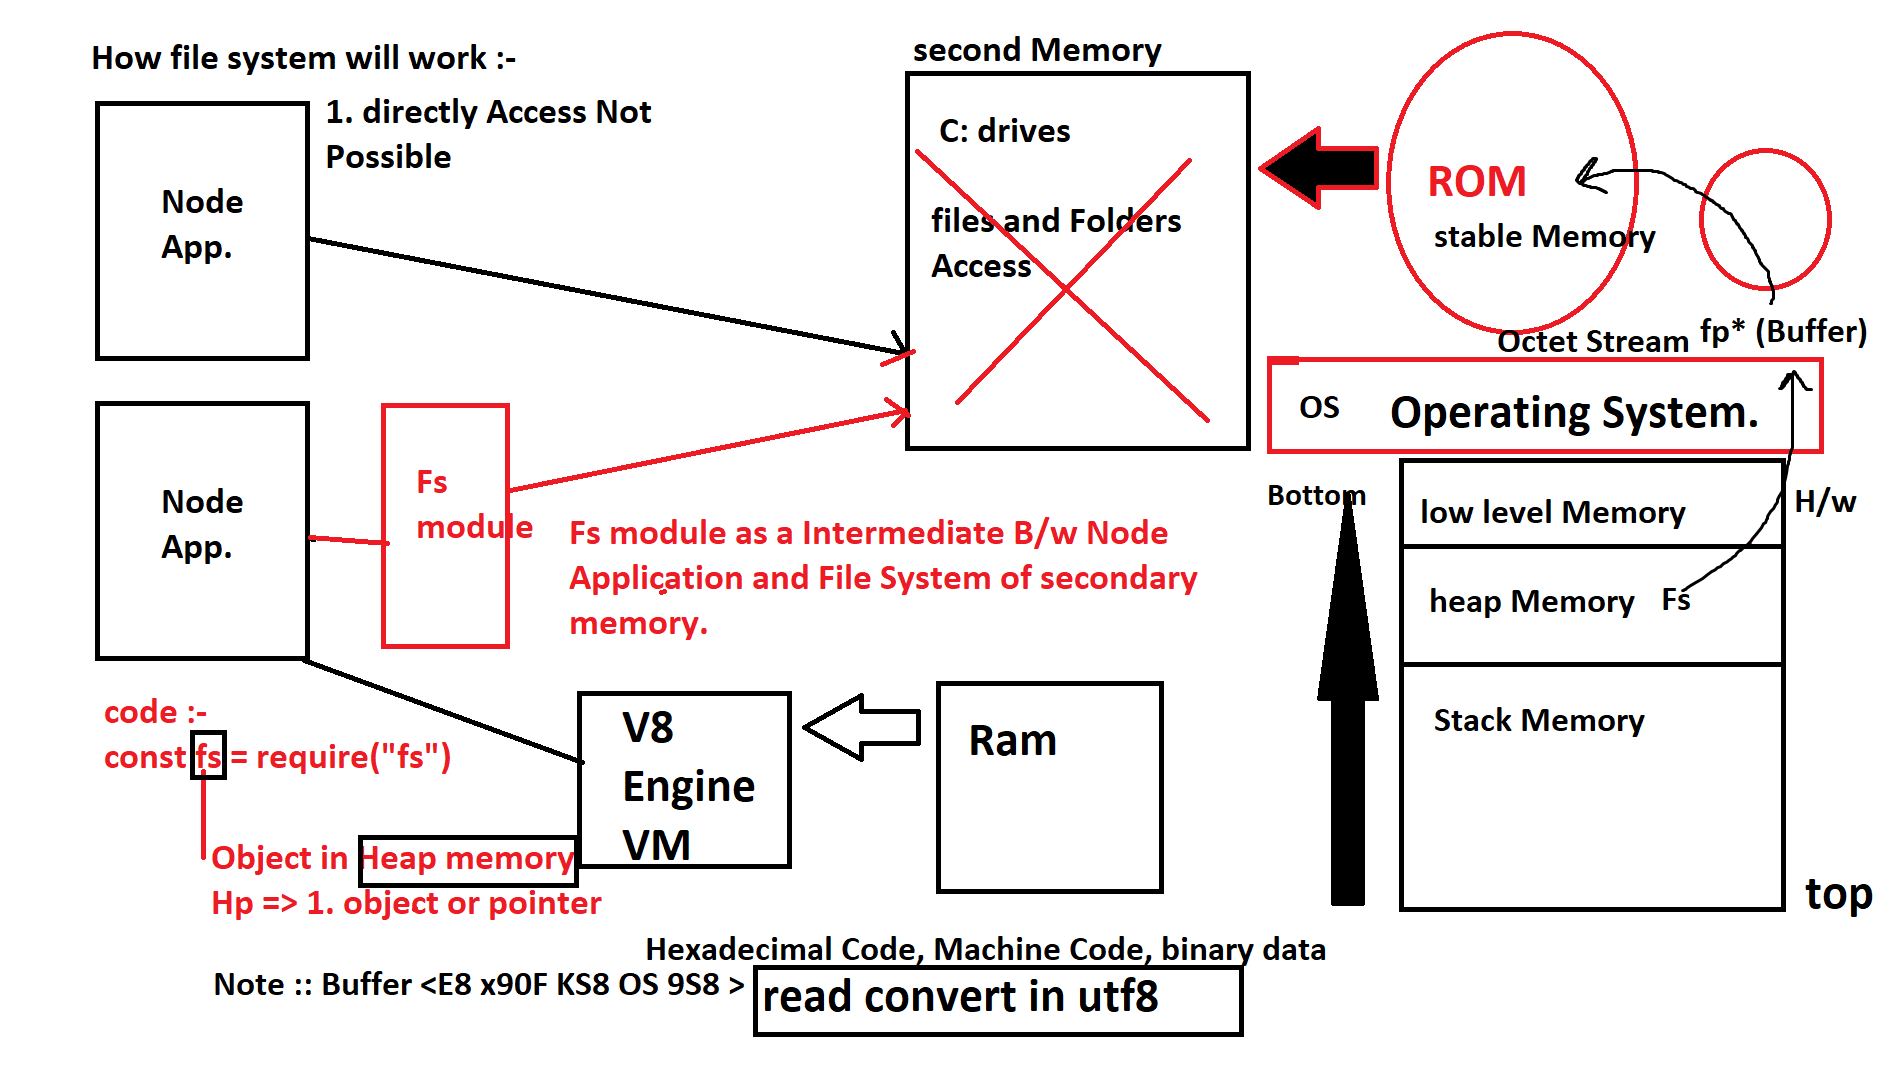 How file system will work :-
1. directly Access Not
Possible
Node
App.
second Memory
C: drives
files and Folders
Access
ROM
stable Memory
Octet Stream
fp* (Buffer)
OS
Operating System.
Node
App.
Fs
module
Fs module as a Intermediate B/w Node
Application and File System of secondary
memory.
Bottom
low level Memory
H/w
heap Memory
Fs
Stack Memory
top
code :-
const fs = require("fs")
Object in Heap memory
Hp => 1. object or pointer
V8
Engine
VM
Ram
Hexadecimal Code, Machine Code, binary data
Note :: Buffer <E8 x90F KS8 OS 9S8 >
read convert in utf8